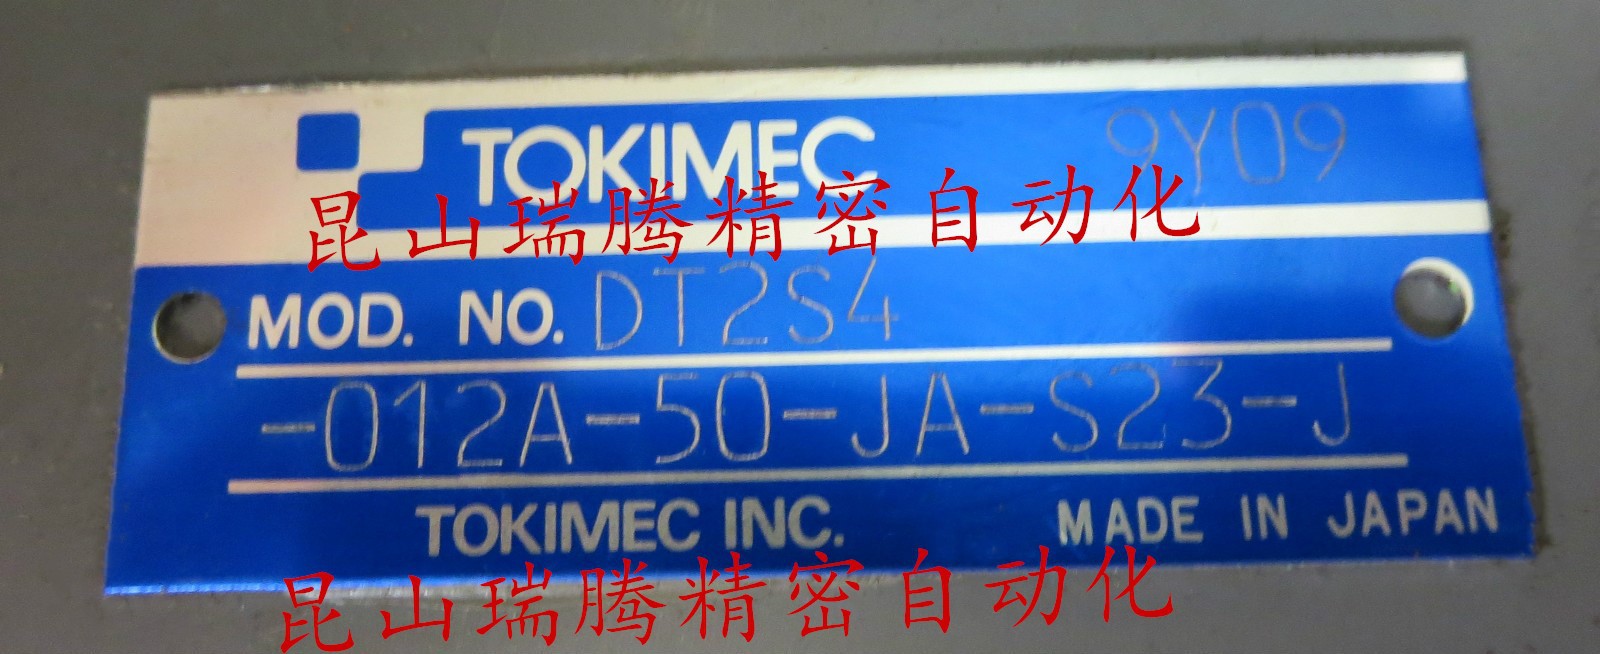 TOKIMEC 9Y09
昆山瑞腾精密自动化
MOD. NO. DT2S4
-012A-50-JA-S23-J
TOKIMEC INC. MADE IN JAPAN
昆山瑞腾精密自动化